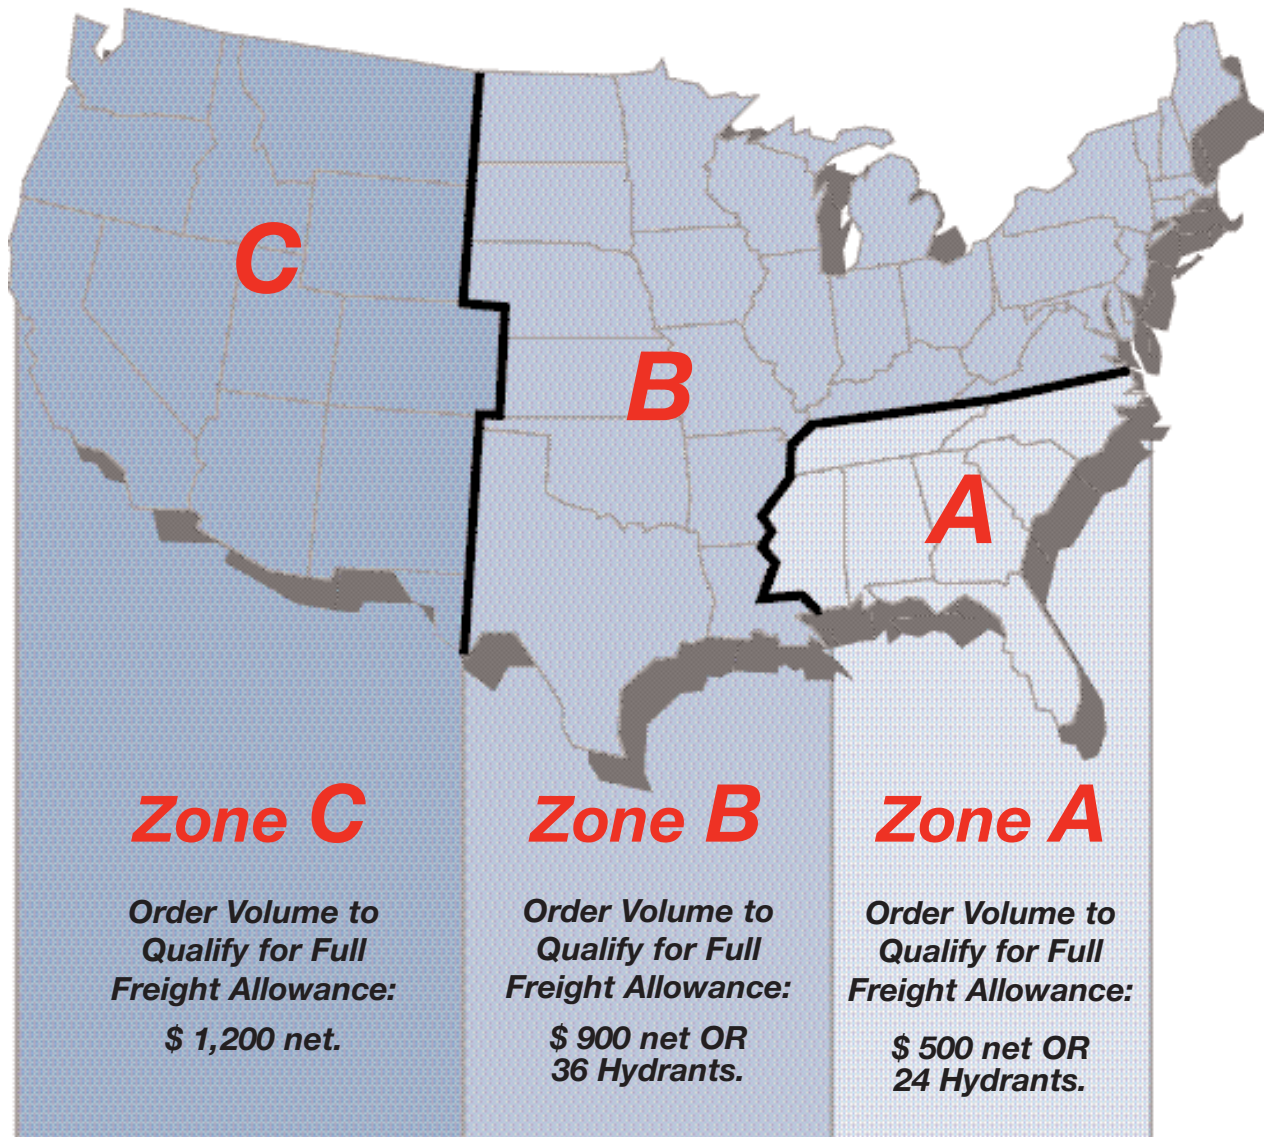 C
B
A
Zone C
Order Volume to
Qualify for Full
Freight Allowance:
$ 1,200 net.
Zone B
Order Volume to
Qualify for Full
Freight Allowance:
$ 900 net OR
36 Hydrants.
Zone A
Order Volume to
Qualify for Full
Freight Allowance:
$ 500 net OR
24 Hydrants.